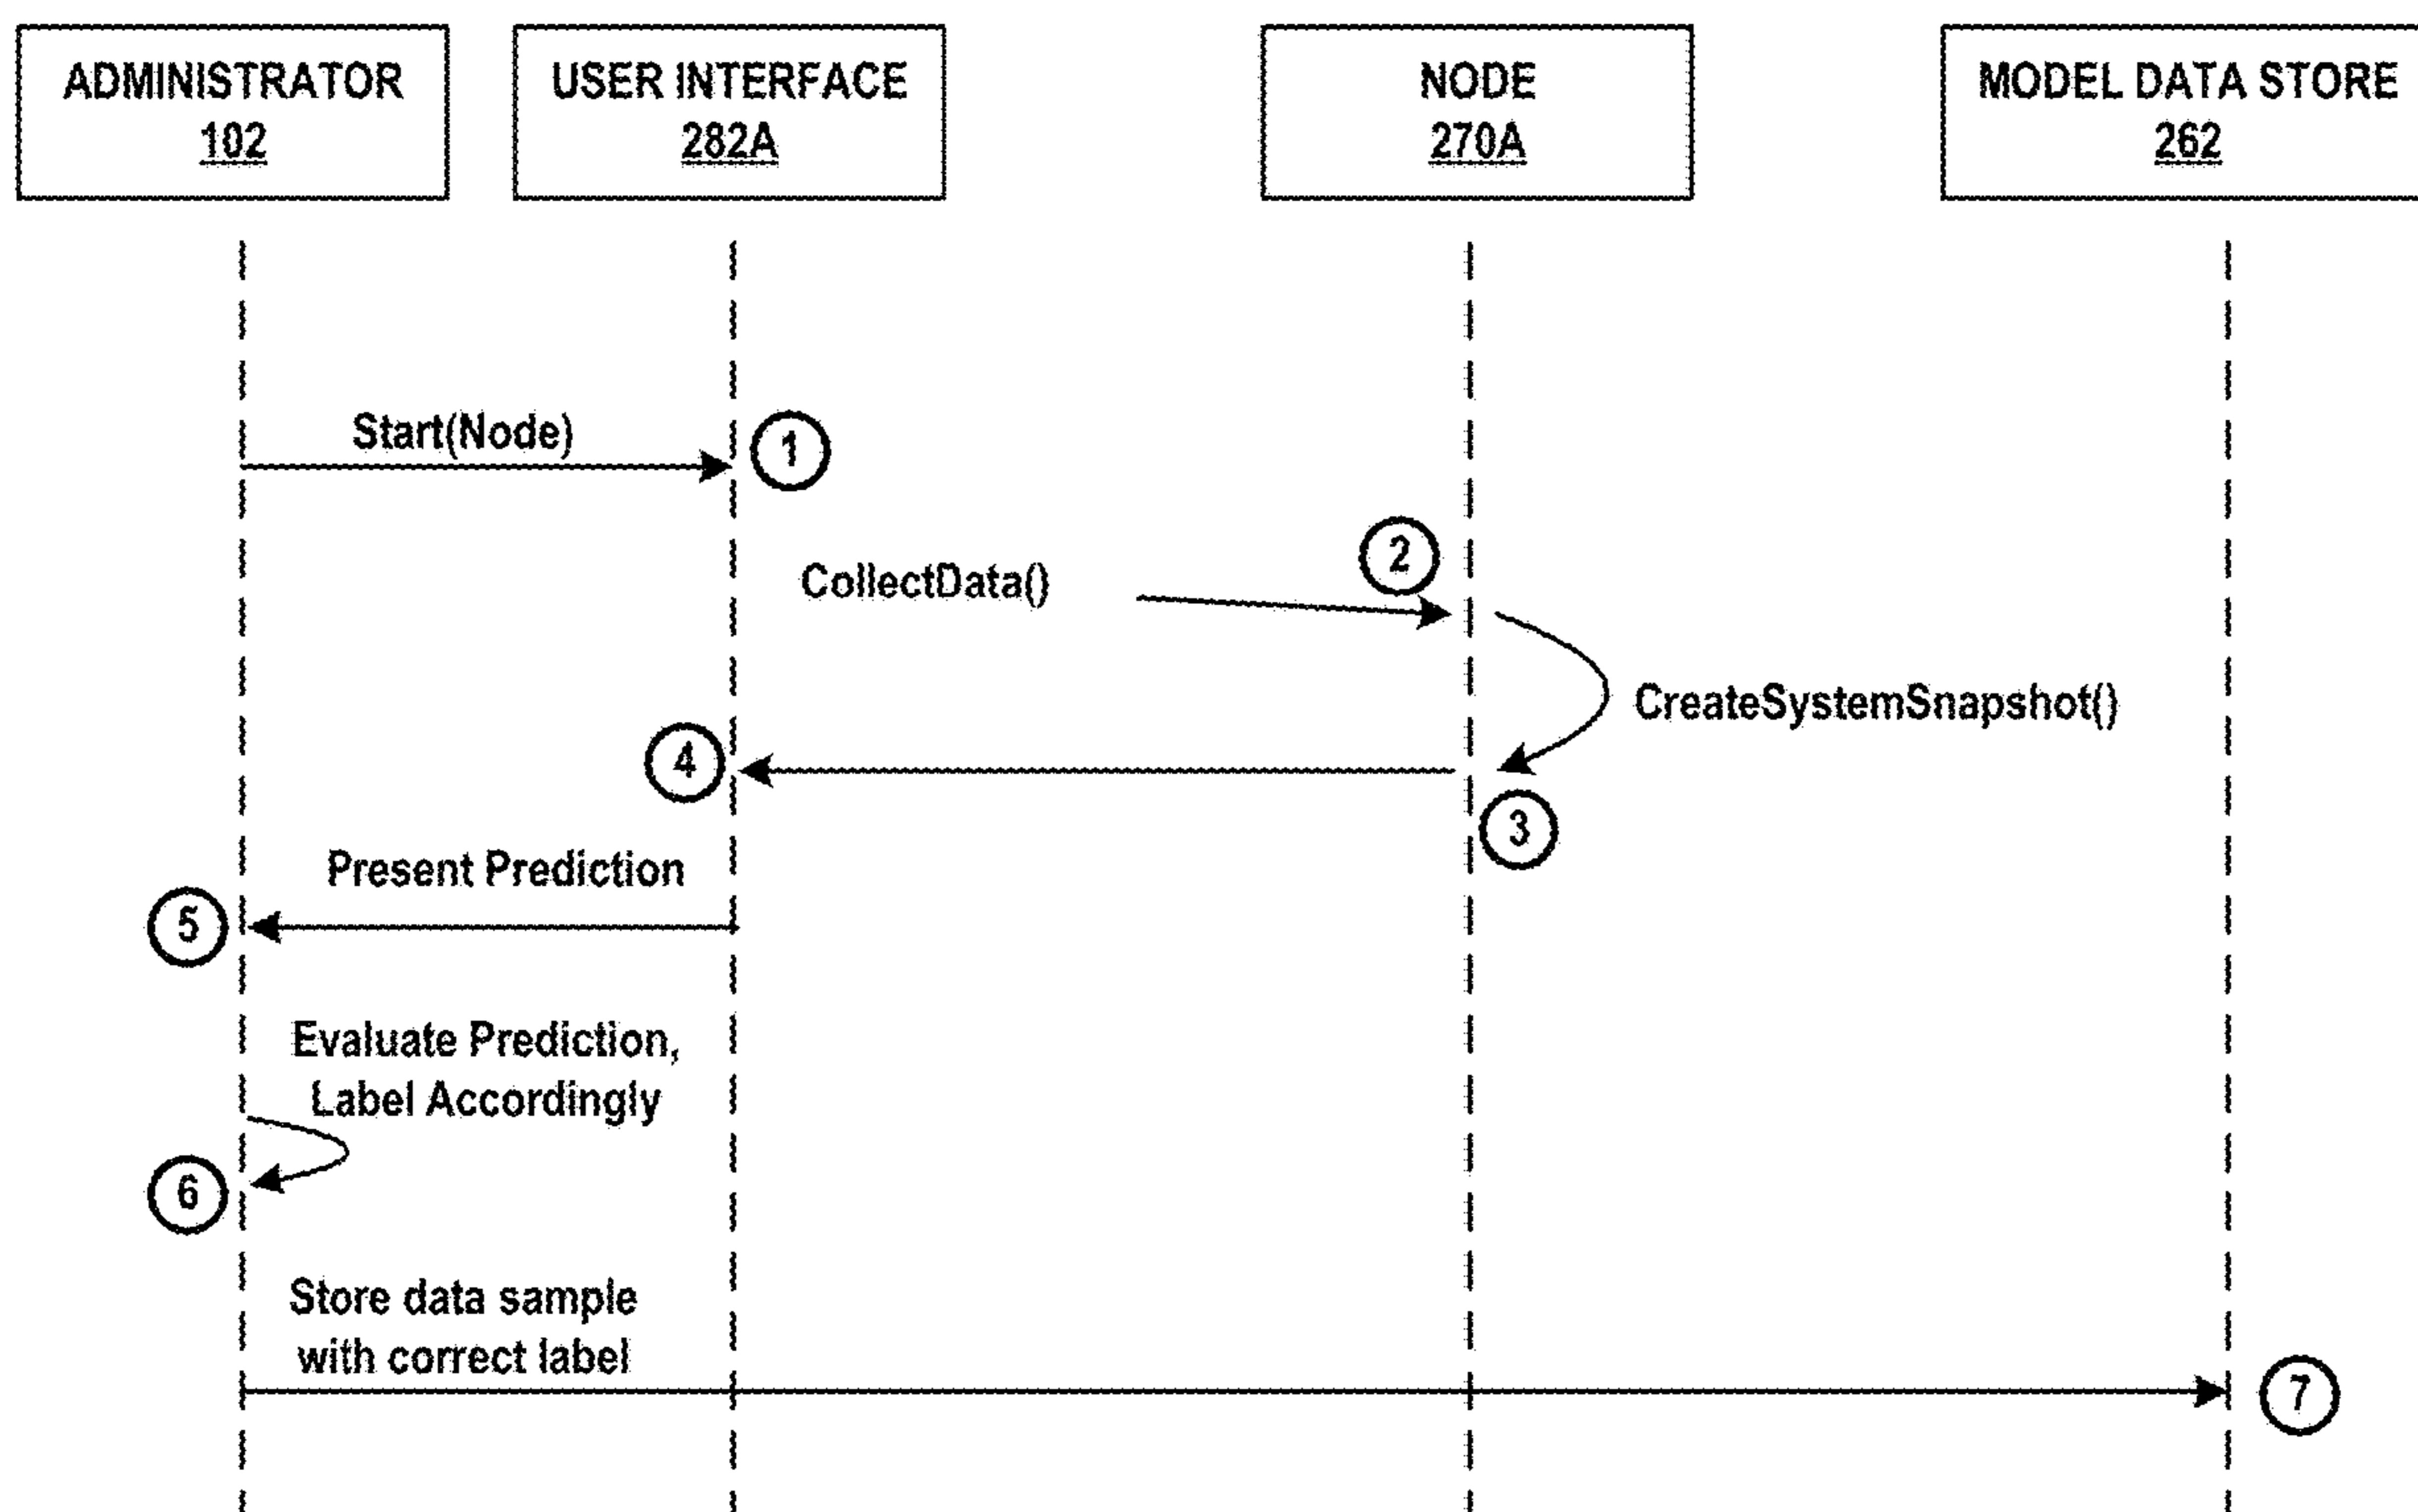 ADMINISTRATOR
102
USER INTERFACE
282A
NODE
270A
MODEL DATA STORE
262
Start(Node)
1
2
CollectData()
CreateSystemSnapshot()
4
3
Present Prediction
5
Evaluate Prediction,
Label Accordingly
6
Store data sample
with correct label
7